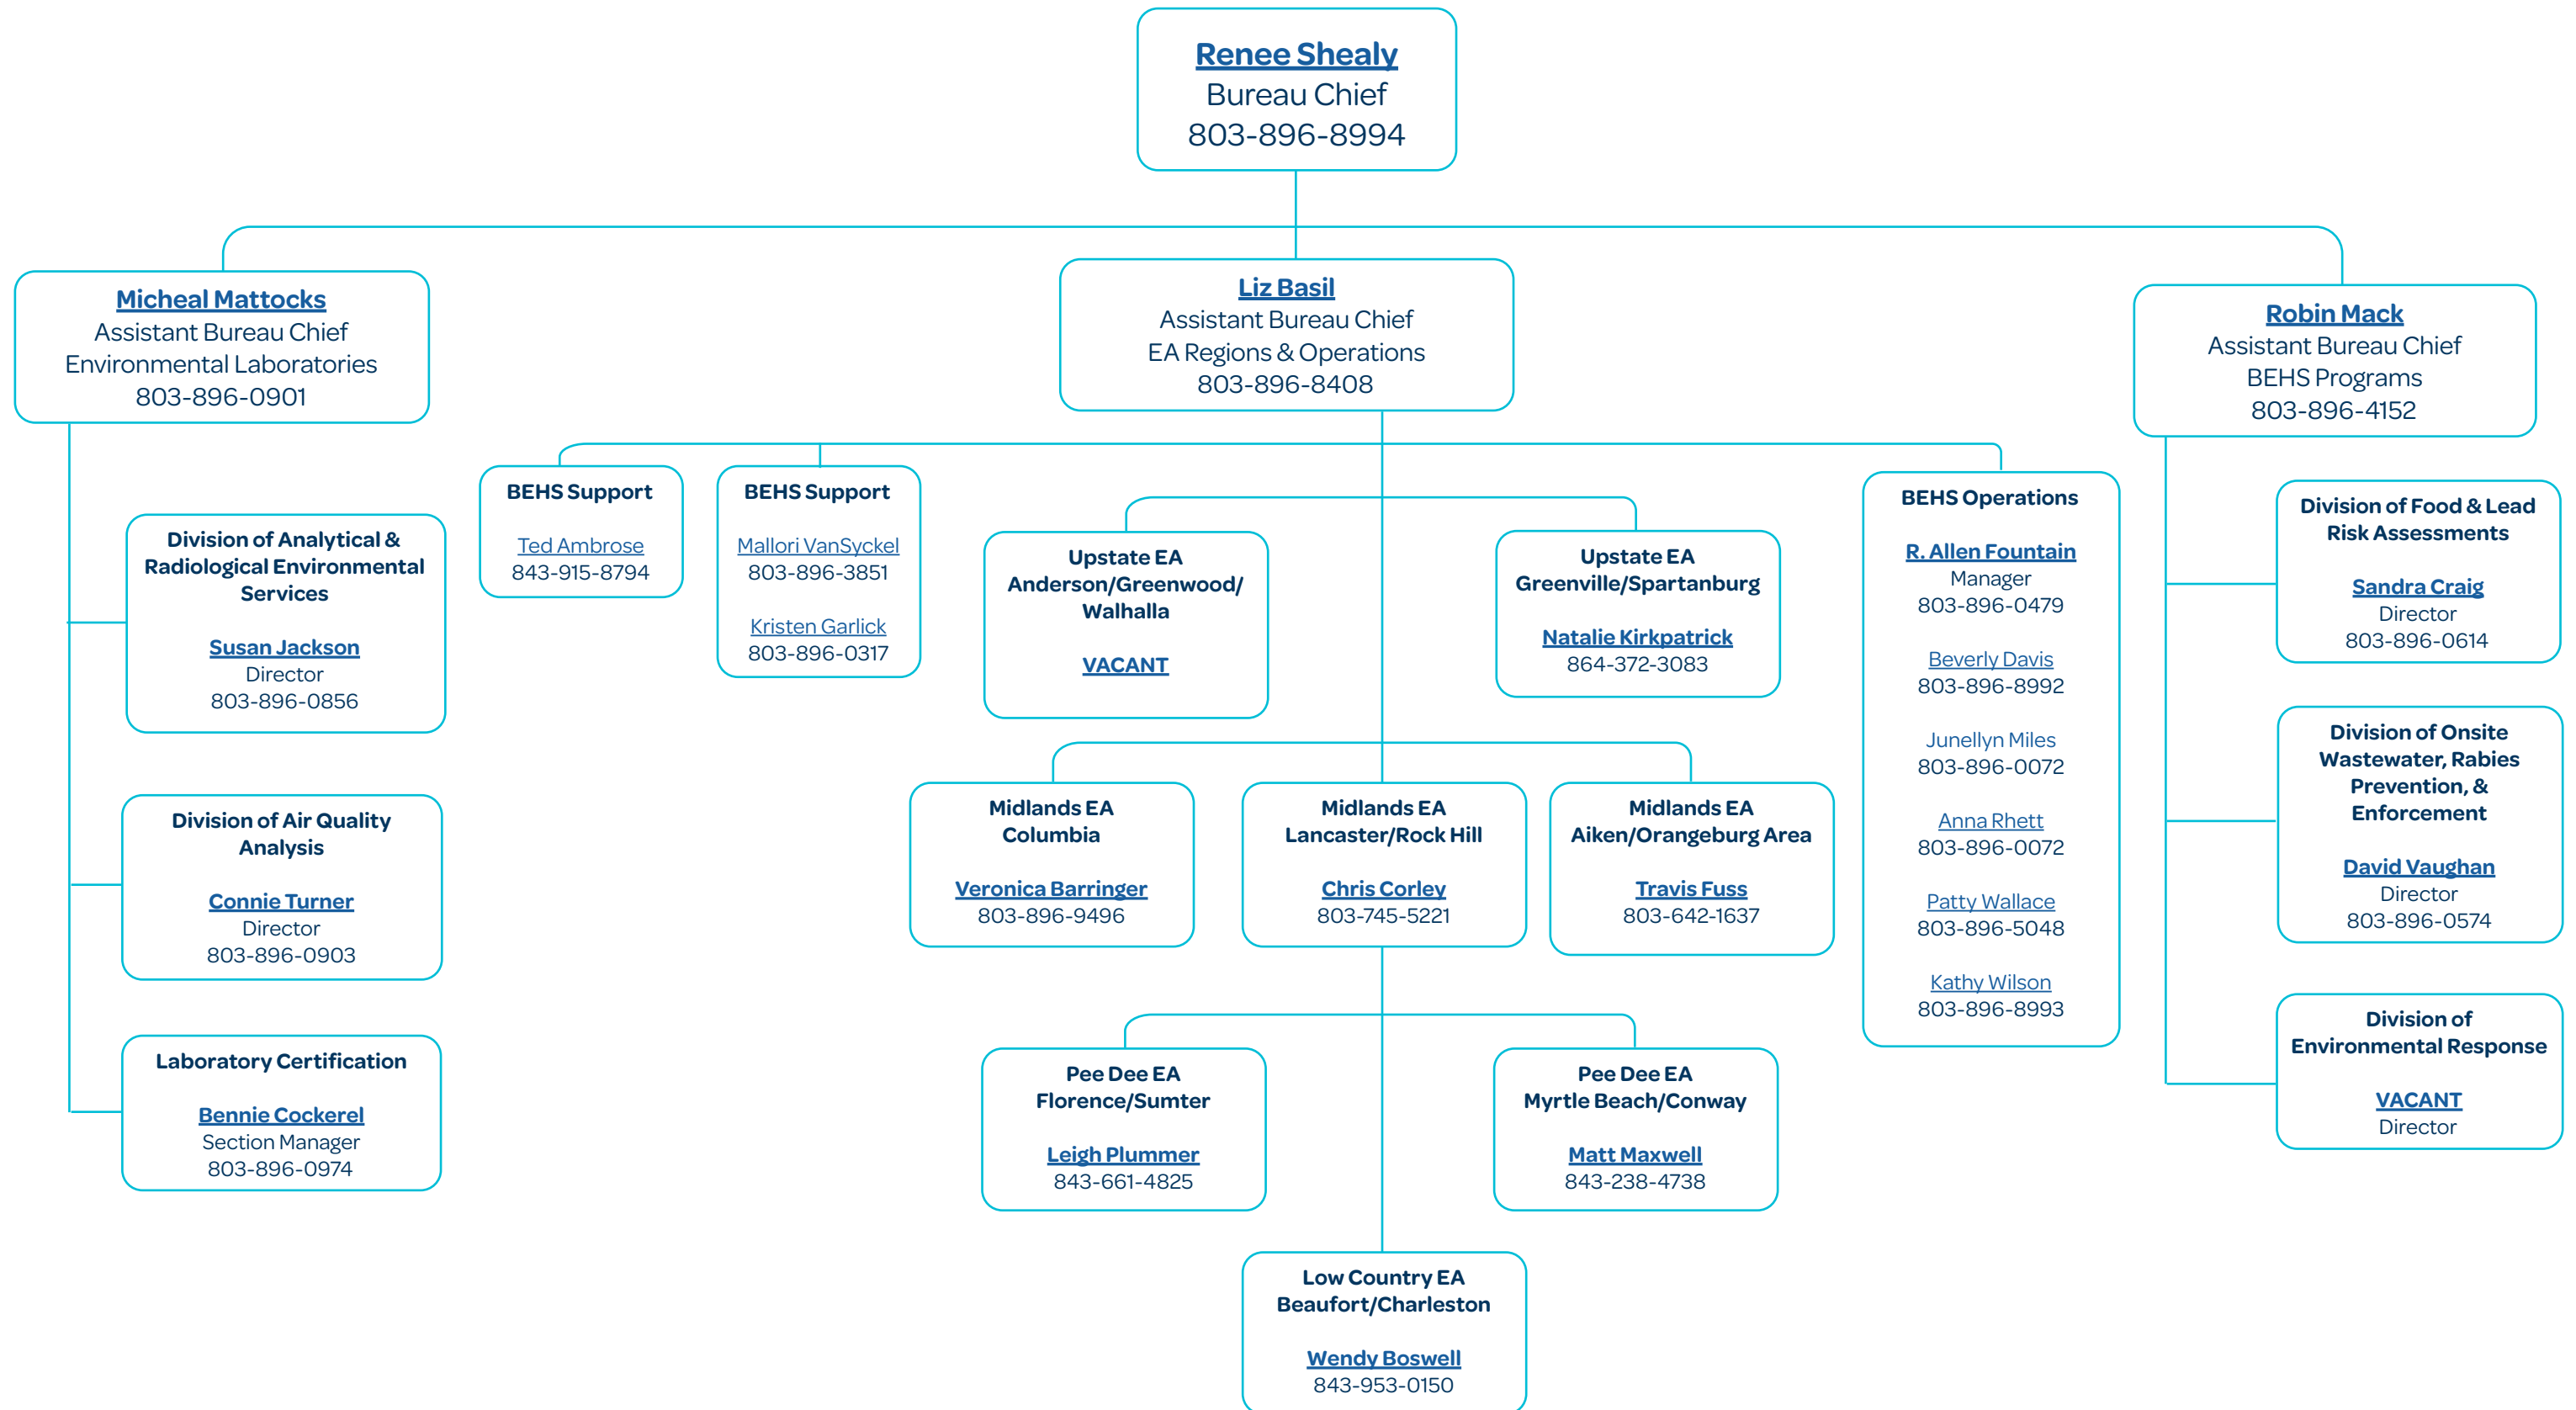 Renee Shealy
Bureau Chief
803-896-8994
Micheal Mattocks
Assistant Bureau Chief
Environmental Laboratories
803-896-0901
Liz Basil
Assistant Bureau Chief
EA Regions & Operations
803-896-8408
Robin Mack
Assistant Bureau Chief
BEHS Programs
803-896-4152
Division of Analytical &
Radiological Environmental
Services
Susan Jackson
Director
803-896-0856
Division of Air Quality
Analysis
Connie Turner
Director
803-896-0903
Laboratory Certification
Bennie Cockerel
Section Manager
803-896-0974
BEHS Support
Ted Ambrose
843-915-8794
BEHS Support
Mallori VanSyckel
803-896-3851
Kristen Garlick
803-896-0317
Upstate EA
Anderson/Greenwood/
Walhalla
VACANT
Upstate EA
Greenville/Spartanburg
Natalie Kirkpatrick
864-372-3083
Midlands EA
Columbia
Veronica Barringer
803-896-9496
Midlands EA
Lancaster/Rock Hill
Chris Corley
803-745-5221
Midlands EA
Aiken/Orangeburg Area
Travis Fuss
803-642-1637
Pee Dee EA
Florence/Sumter
Leigh Plummer
843-661-4825
Pee Dee EA
Myrtle Beach/Conway
Matt Maxwell
843-238-4738
Low Country EA
Beaufort/Charleston
Wendy Boswell
843-953-0150
BEHS Operations
R. Allen Fountain
Manager
803-896-0479
Beverly Davis
803-896-8992
Junellyn Miles
803-896-0072
Anna Rhett
803-896-0072
Patty Wallace
803-896-5048
Kathy Wilson
803-896-8993
Division of Food & Lead
Risk Assessments
Sandra Craig
Director
803-896-0614
Division of Onsite
Wastewater, Rabies
Prevention, &
Enforcement
David Vaughan
Director
803-896-0574
Division of
Environmental Response
VACANT
Director